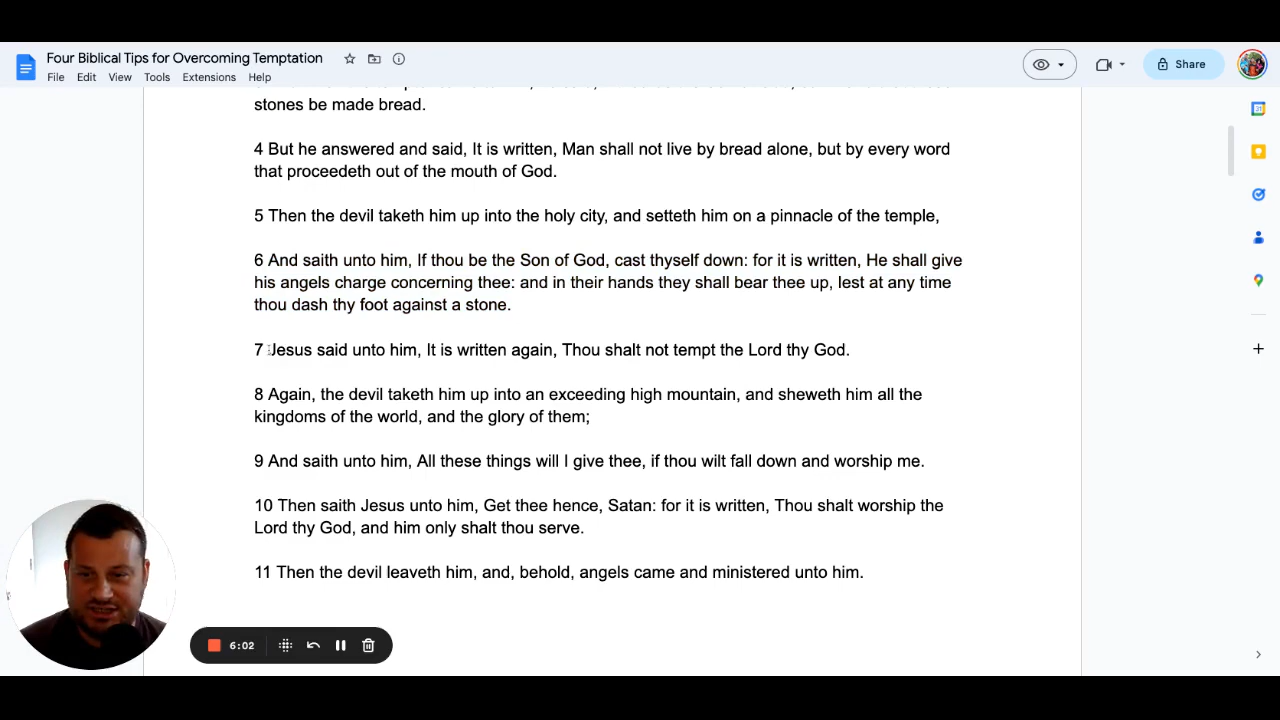 Four Biblical Tips for Overcoming Temptation
File Edit View Tools Extensions Help
Share
stones be made bread.
4 But he answered and said, It is written, Man shall not live by bread alone, but by every word
that proceedeth out of the mouth of God.
5 Then the devil taketh him up into the holy city, and setteth him on a pinnacle of the temple,
6 And saith unto him, If thou be the Son of God, cast thyself down: for it is written, He shall give
his angels charge concerning thee: and in their hands they shall bear thee up, lest at any time
thou dash thy foot against a stone.
7 Jesus said unto him, It is written again, Thou shalt not tempt the Lord thy God.
8 Again, the devil taketh him up into an exceeding high mountain, and sheweth him all the
kingdoms of the world, and the glory of them;
9 And saith unto him, All these things will I give thee, if thou wilt fall down and worship me.
10 Then saith Jesus unto him, Get thee hence, Satan: for it is written, Thou shalt worship the
Lord thy God, and him only shalt thou serve.
11 Then the devil leaveth him, and, behold, angels came and ministered unto him.
6:02